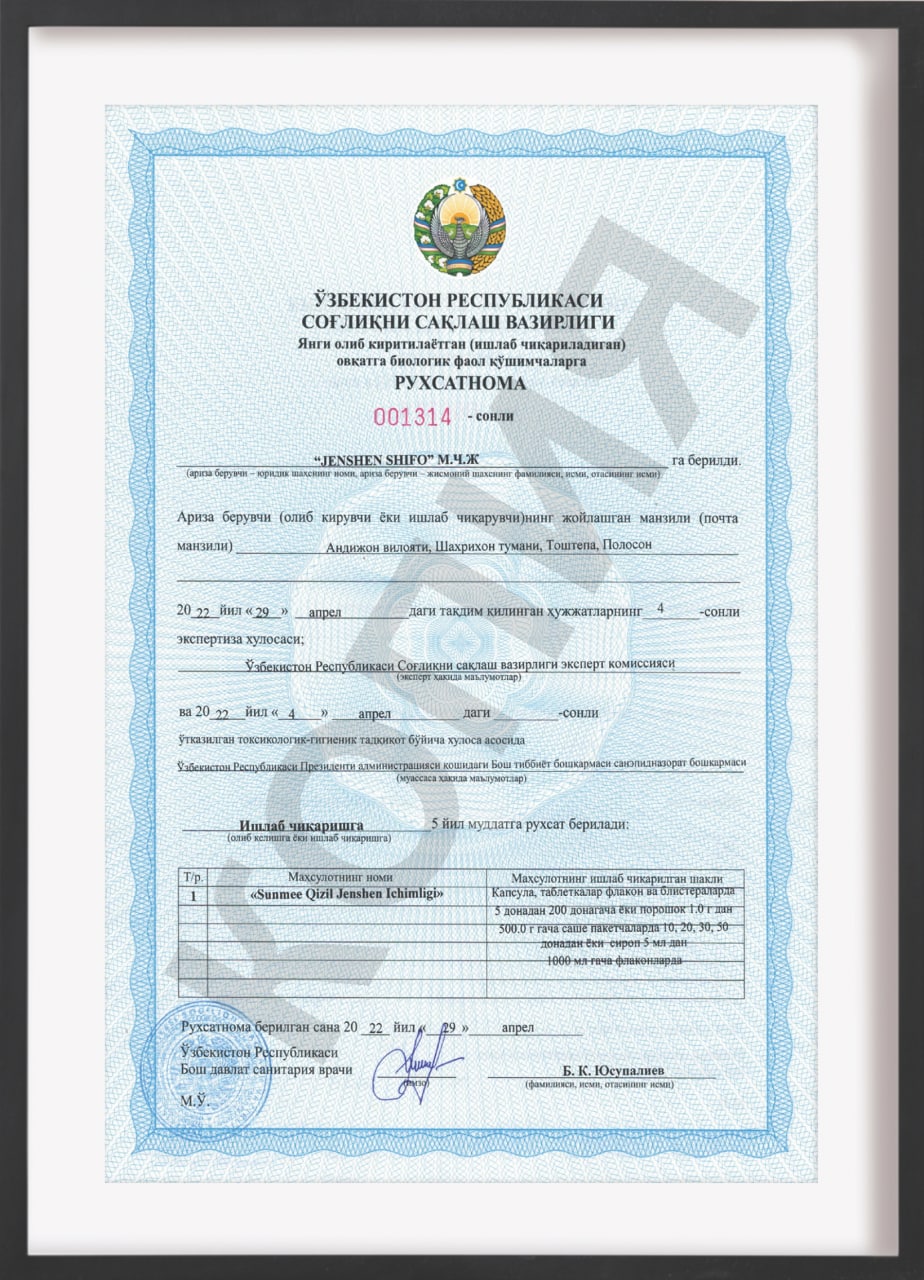 ЎЗБЕКИСТОН РЕСПУБЛИКАСИ
СОҒЛИҚНИ САҚЛАШ ВАЗИРЛИГИ
Янги олиб киритилаётган (ишлаб чиқариладиган)
овқатга биологик фаол қўшимчаларга
РУХСАТНОМА
001314 - сонли
“JENSHEN SHIFO” М.Ч.Ж га берилди.
(ариза берувчи – юридик шахснинг номи, ариза берувчи – жисмоний шахснинг фамилияси, исми, отасининг исми)
Ариза берувчи (олиб кирувчи ёки ишлаб чиқарувчи)нинг жойлашган манзили (почта
манзили) Андижон вилояти, Шахрихон тумани, Тоштепа, Полосон
20 22 йил « 29 » апрел даги тақдим қилинган ҳужжатларнинг 4 -сонли
экспертиза хулосаси;
Ўзбекистон Республикаси Соғлиқни сақлаш вазирлиги эксперт комиссияси
(эксперт ҳақида маълумотлар)
ва 20 22 йил « 4 » апрел даги -сонли
ўтказилган токсикологик-гигиеник тадқиқот бўйича хулоса асосида
Ўзбекистон Республикаси Президенти администрацияси қошидаги Бош тиббиёт бошқармаси санэпидназорат бошқармаси
(муассаса ҳақида маълумотлар)
Ишлаб чиқаришга 5 йил муддатга рухсат берилади:
(олиб келишга ёки ишлаб чиқаришга)
Т/р. Маҳсулотнинг номи Маҳсулотнинг ишлаб чиқарилган шакли
1 «Sunmee Qizil Jenshen Ichimligi» Капсула, таблеткалар флакон ва блистерларда
5 донадан 200 донагача ёки порошок 1.0 г дан
500.0 г гача саше пакетчаларда 10, 20, 30, 50
донадан ёки сироп 5 мл дан
1000 мл гача флаконларда
Рухсатнома берилган сана 20 22 йил « 29 » апрел
Ўзбекистон Республикаси
Бош давлат санитария врачи Б. К. Юсупалиев
(имзо) (фамилияси, исми, отасининг исми)
М.Ў.
КОПИЯ